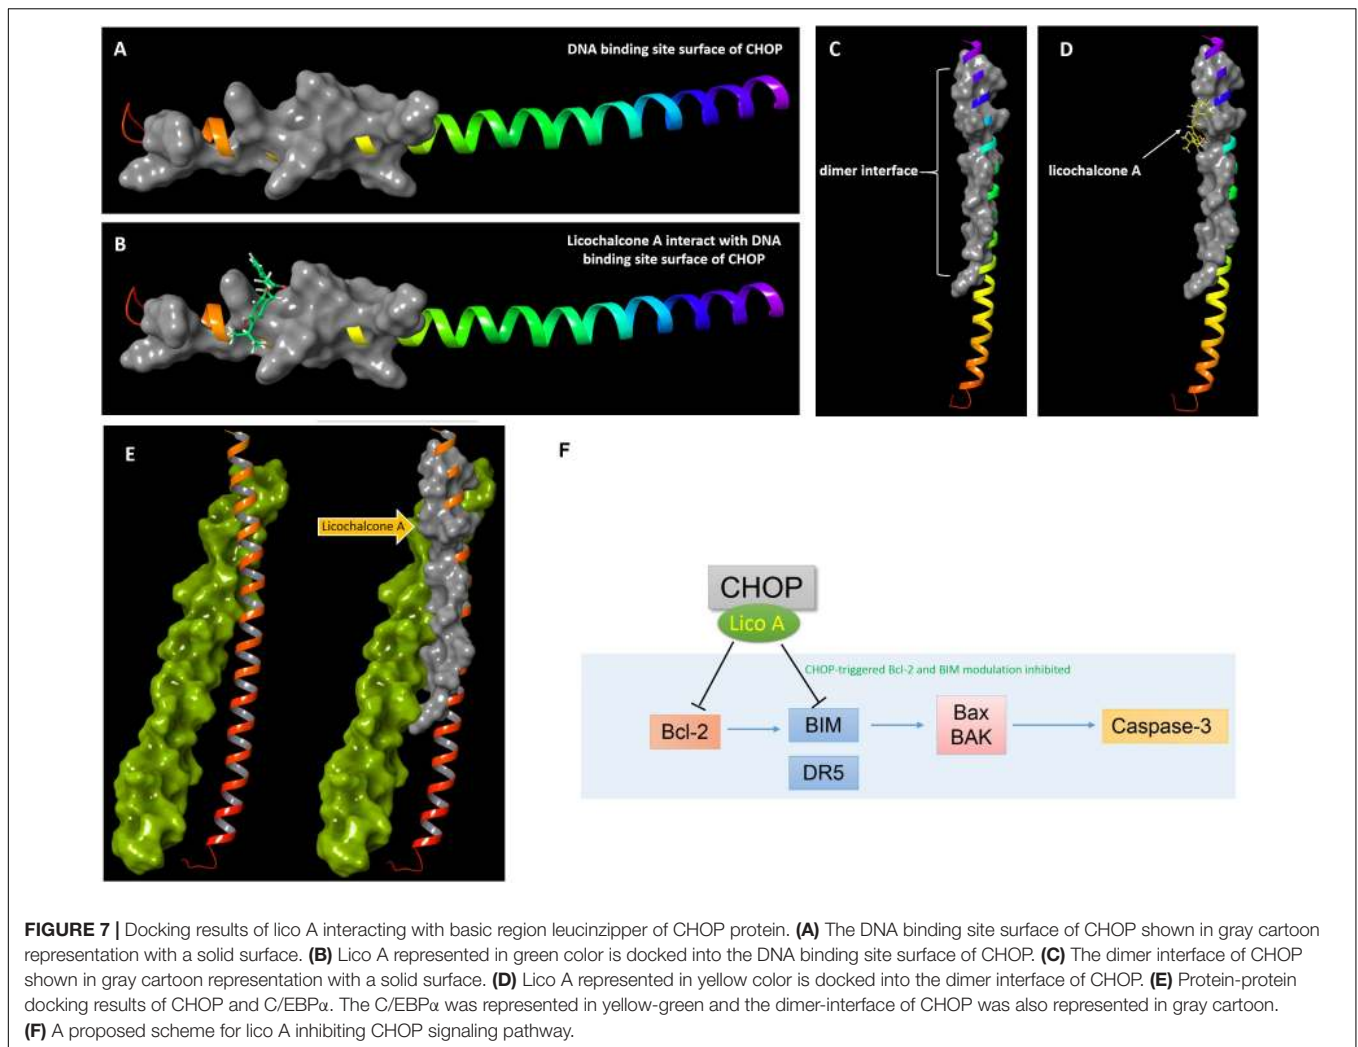 A
DNA binding site surface of CHOP
B
Licochalcone A interact with DNA
binding site surface of CHOP
C
dimer interface
D
licochalcone A
E
Licochalcone A
F
CHOP
Lico A
CHOP-triggered Bcl-2 and BIM modulation inhibited
Bcl-2
BIM
Bax
BAK
Caspase-3
DR5
FIGURE 7 | Docking results of lico A interacting with basic region leucinzipper of CHOP protein. (A) The DNA binding site surface of CHOP shown in gray cartoon
representation with a solid surface. (B) Lico A represented in green color is docked into the DNA binding site surface of CHOP. (C) The dimer interface of CHOP
shown in gray cartoon representation with a solid surface. (D) Lico A represented in yellow color is docked into the dimer interface of CHOP. (E) Protein-protein
docking results of CHOP and C/EBPα. The C/EBPα was represented in yellow-green and the dimer-interface of CHOP was also represented in gray cartoon.
(F) A proposed scheme for lico A inhibiting CHOP signaling pathway.